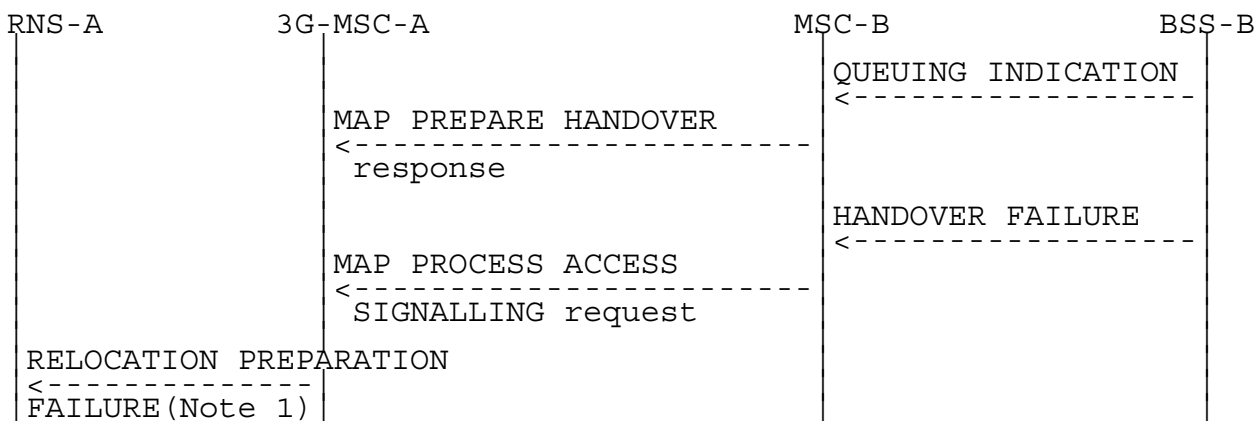 RNS-A 3G-MSC-A MSC-B BSS-B
QUEUING INDICATION
MAP PREPARE HANDOVER
response
HANDOVER FAILURE
MAP PROCESS ACCESS
SIGNALLING request
RELOCATION PREPARATION
FAILURE(Note 1)